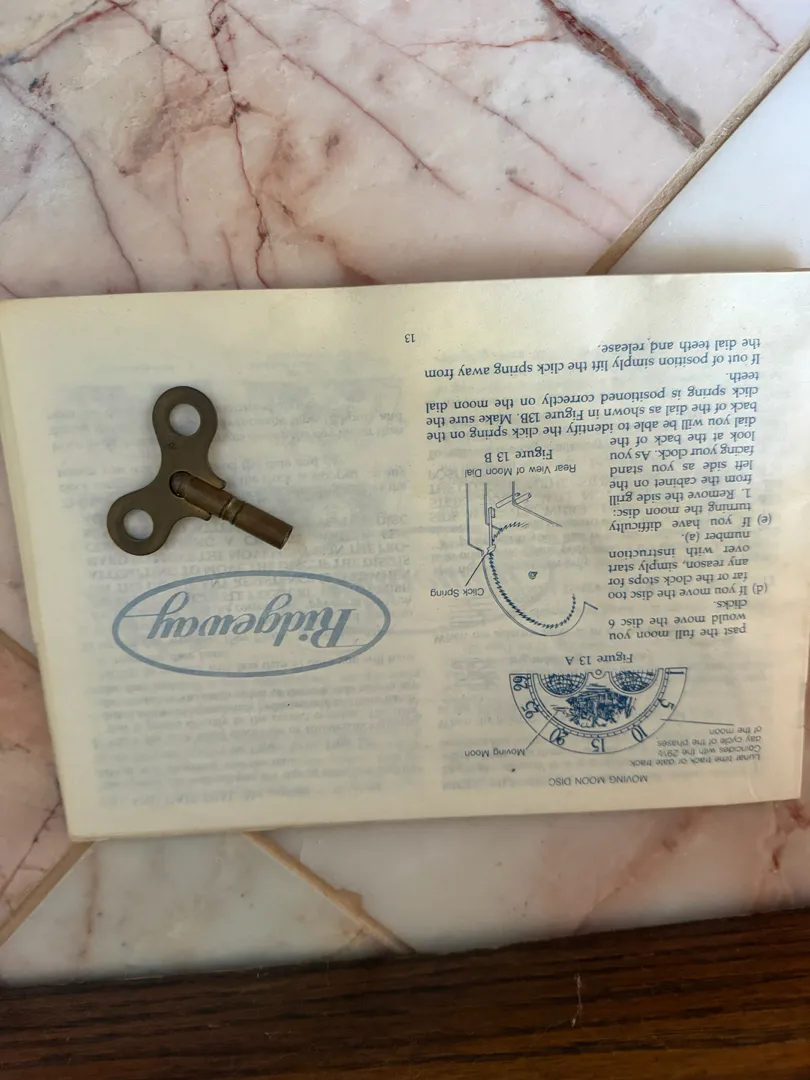 MOVING MOON DISC
Lunar time track or date track.
Coincides with the 29½
day cycle of the phases
of the moon
Moving Moon
1 5 10 15 20 25 29
Figure 13 A
past the full moon you
would move the disc 6
clicks.
(d) If you move the disc too
far or the clock stops for
any reason, simply start
over with instruction
number (a).
(e) If you have difficulty
turning the moon disc:
1. Remove the side grill
from the cabinet on the
left side as you stand
facing your clock. As you
look at the back of the
Click Spring
Rear View of Moon Dial
Figure 13 B
dial you will be able to identify the click spring on the
back of the dial as shown in Figure 13B. Make sure the
click spring is positioned correctly on the moon dial
teeth.
If out of position simply lift the click spring away from
the dial teeth and release.
13
Ridgeway